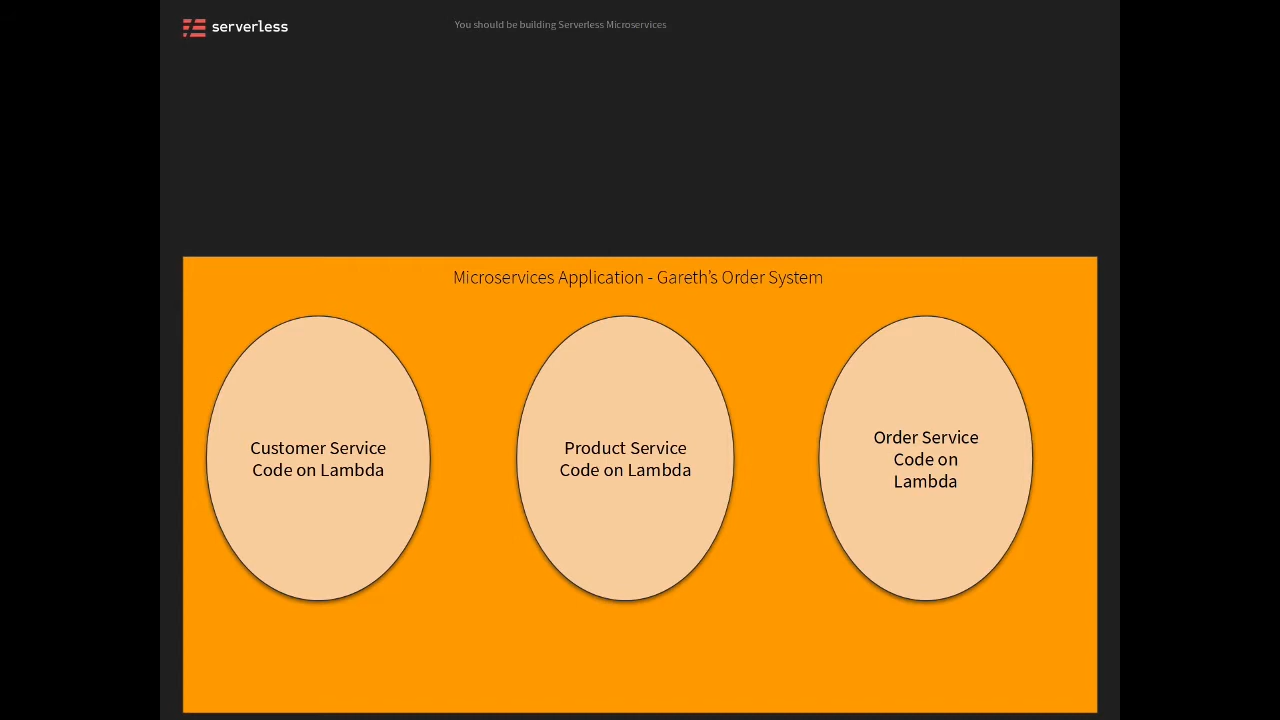 serverless
You should be building Serverless Microservices
Microservices Application - Gareth’s Order System
Customer Service
Code on Lambda
Product Service
Code on Lambda
Order Service
Code on
Lambda